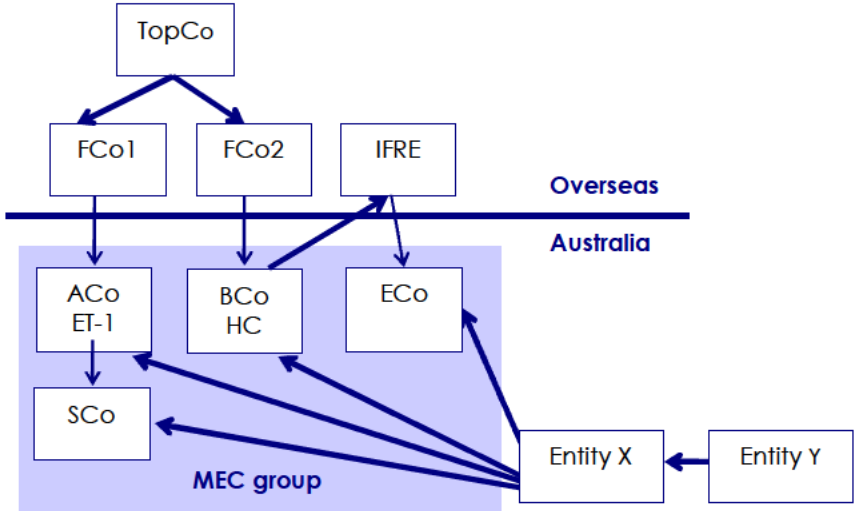 TopCo
FCo1
FCo2
IFRE
Overseas
Australia
ACo
ET-1
BCo
HC
ECo
SCo
MEC group
Entity X
Entity Y